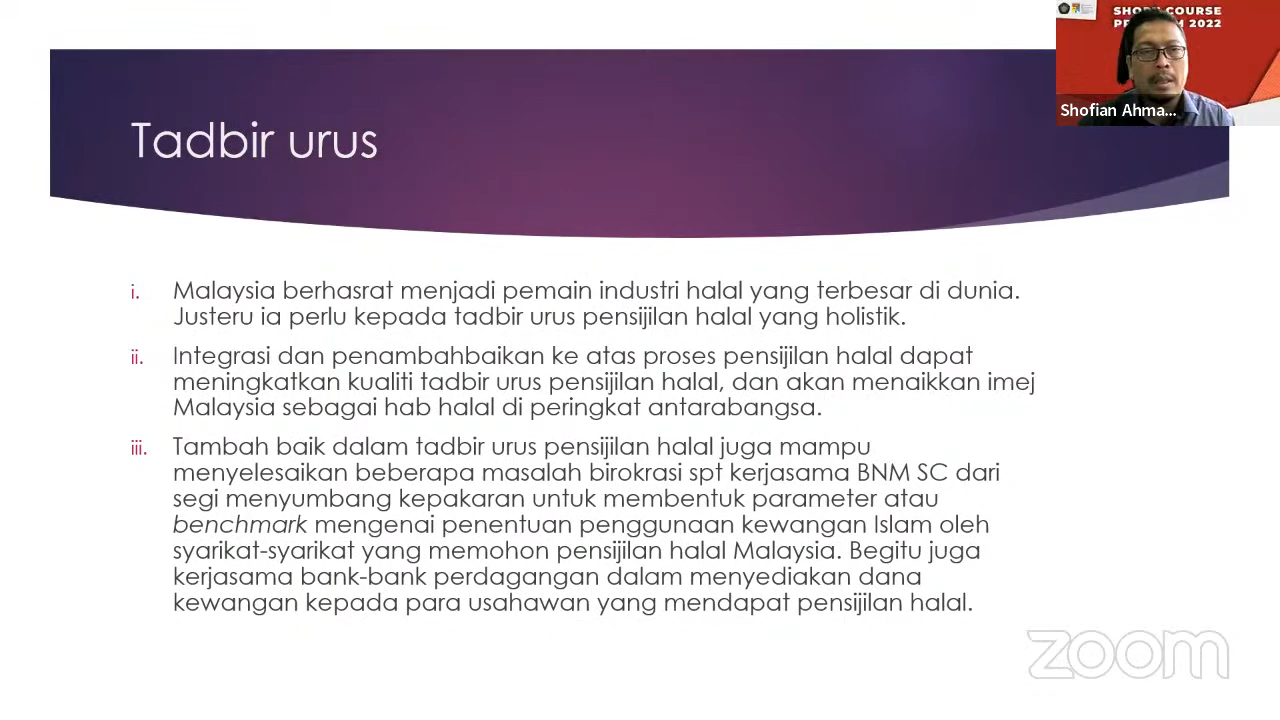 SHORT COURSE
2022
Shofian Ahma...
Tadbir urus
i. Malaysia berhasrat menjadi pemain industri halal yang terbesar di dunia.
Justeru ia perlu kepada tadbir urus pensijilan halal yang holistik.
ii. Integrasi dan penambahbaikan ke atas proses pensijilan halal dapat
meningkatkan kualiti tadbir urus pensijilan halal, dan akan menaikkan imej
Malaysia sebagai hab halal di peringkat antarabangsa.
iii. Tambah baik dalam tadbir urus pensijilan halal juga mampu
menyelesaikan beberapa masalah birokrasi spt kerjasama BNM SC dari
segi menyumbang kepakaran untuk membentuk parameter atau
benchmark mengenai penentuan penggunaan kewangan Islam oleh
syarikat-syarikat yang memohon pensijilan halal Malaysia. Begitu juga
kerjasama bank-bank perdagangan dalam menyediakan dana
kewangan kepada para usahawan yang mendapat pensijilan halal.
zoom